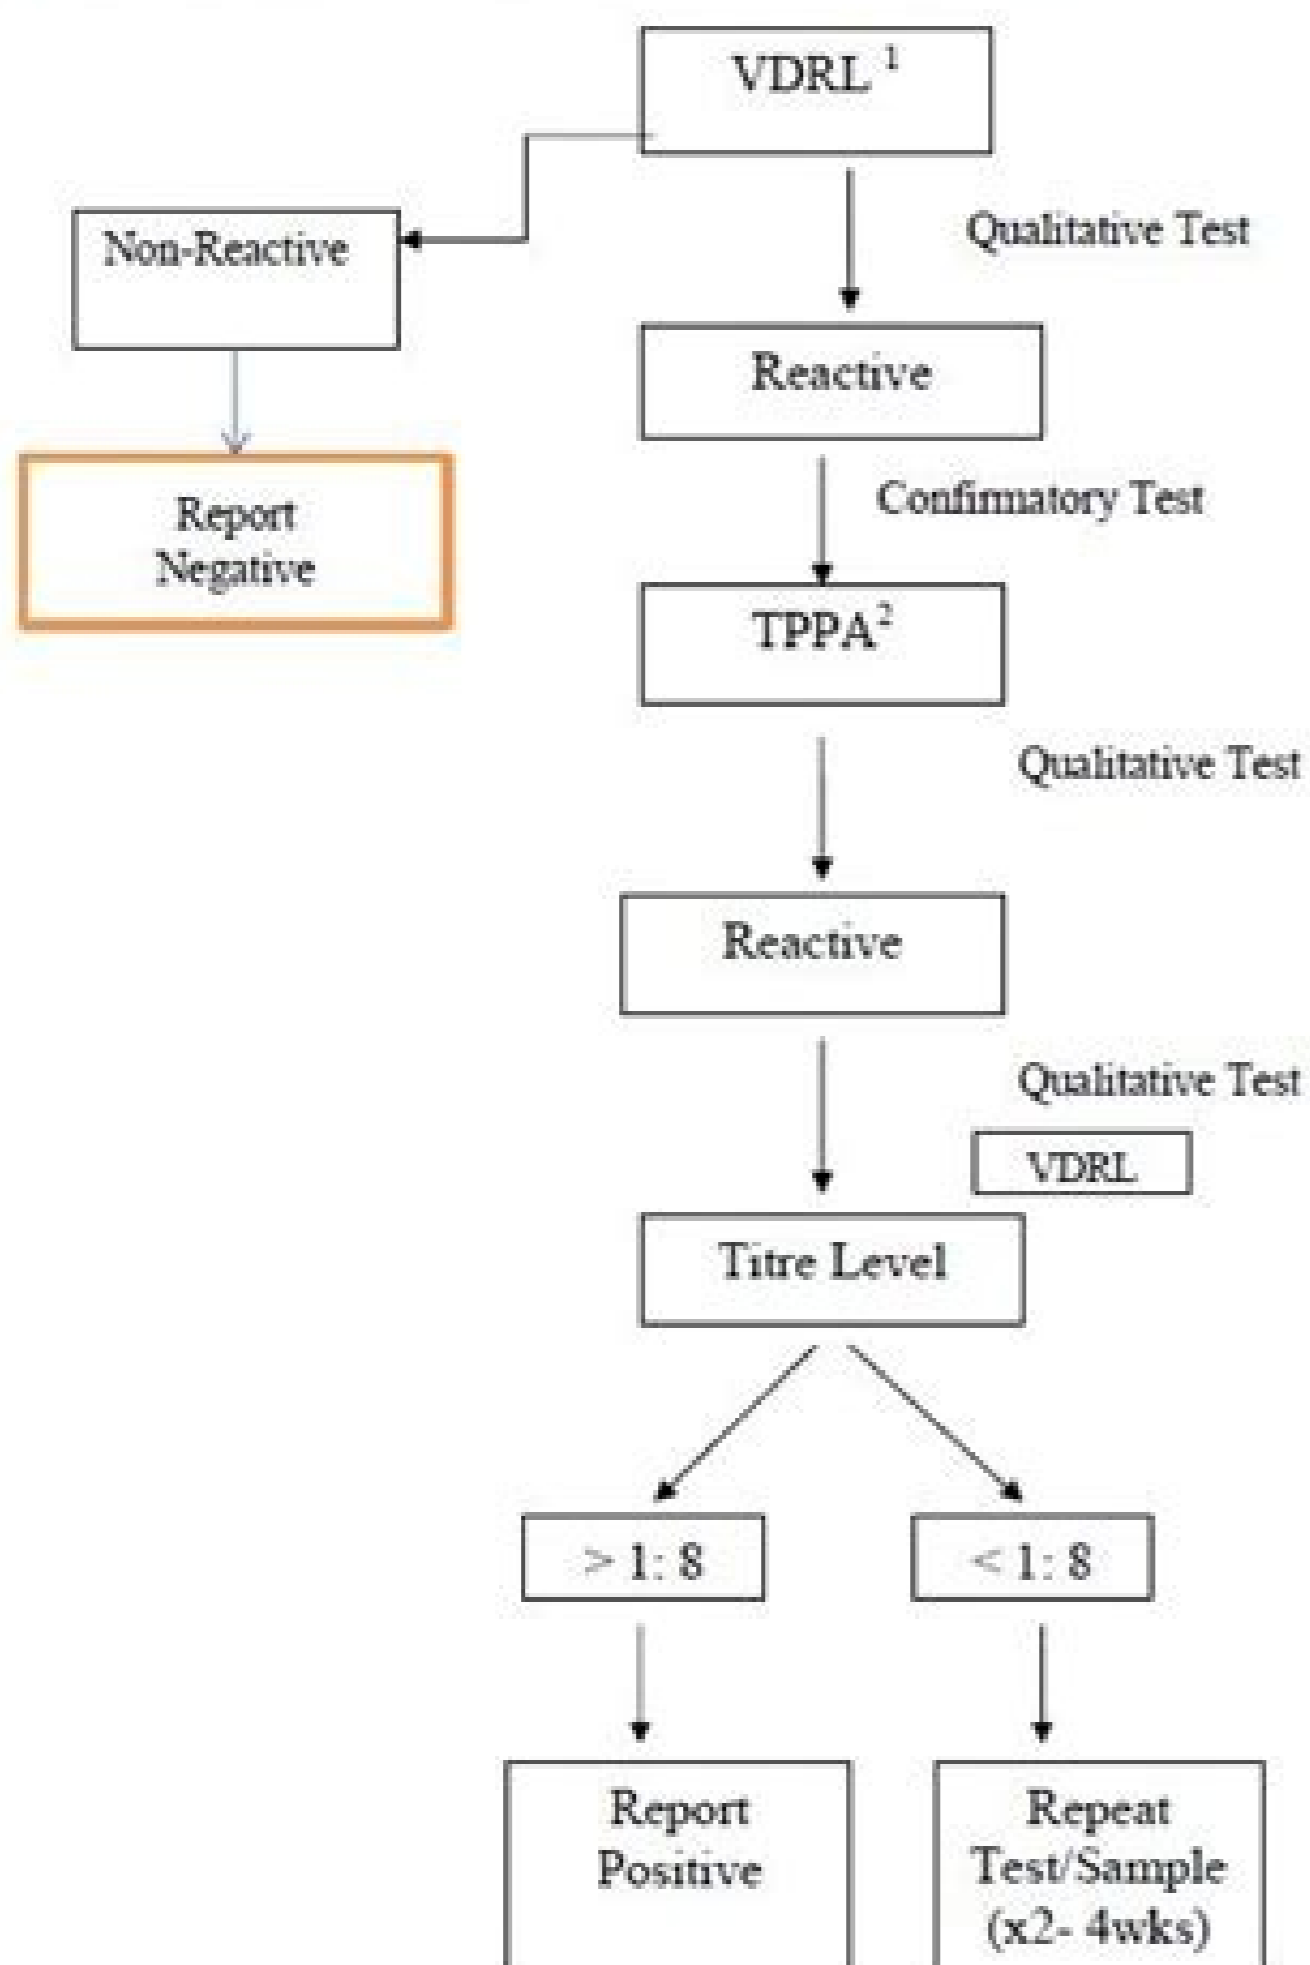 VDRL ¹
Qualitative Test
Non-Reactive
Reactive
Report
Negative
Confirmatory Test
TPPA²
Qualitative Test
Reactive
Qualitative Test
VDRL
Titre Level
> 1: 8
< 1: 8
Report
Positive
Repeat
Test/Sample
(x2- 4wks)